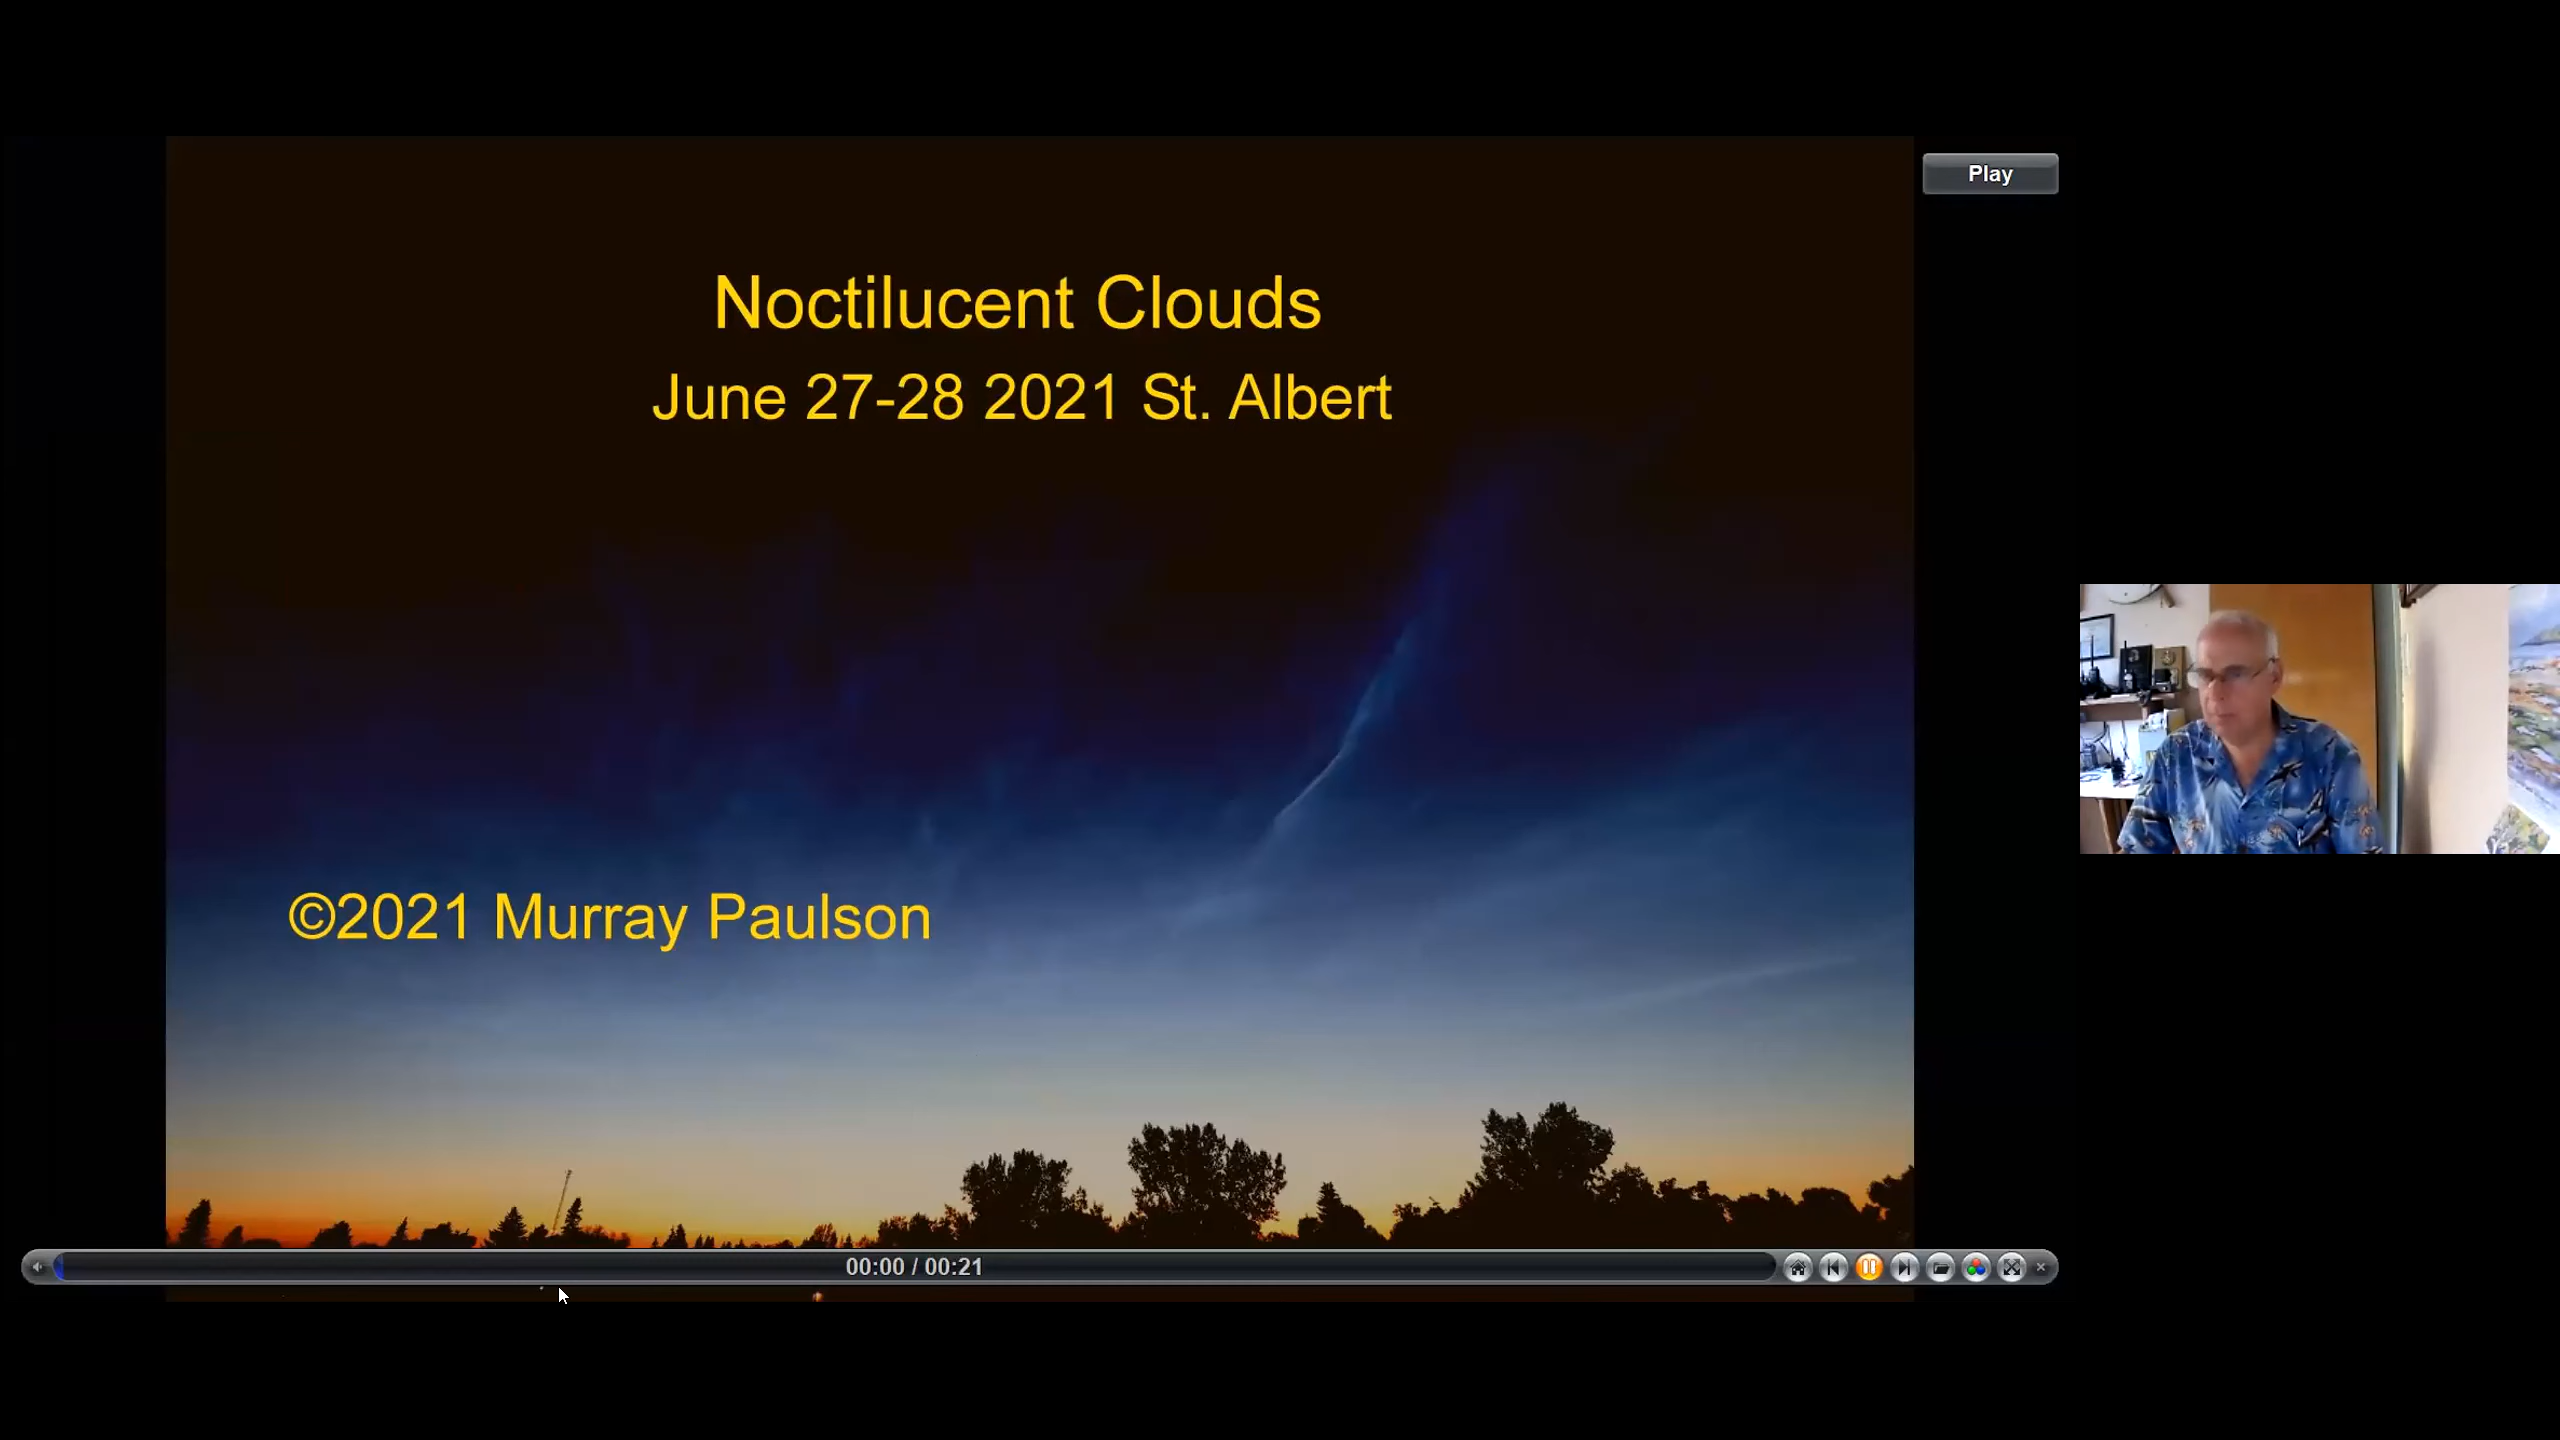 Play
Noctilucent Clouds
June 27-28 2021 St. Albert
©2021 Murray Paulson
00:00 / 00:21